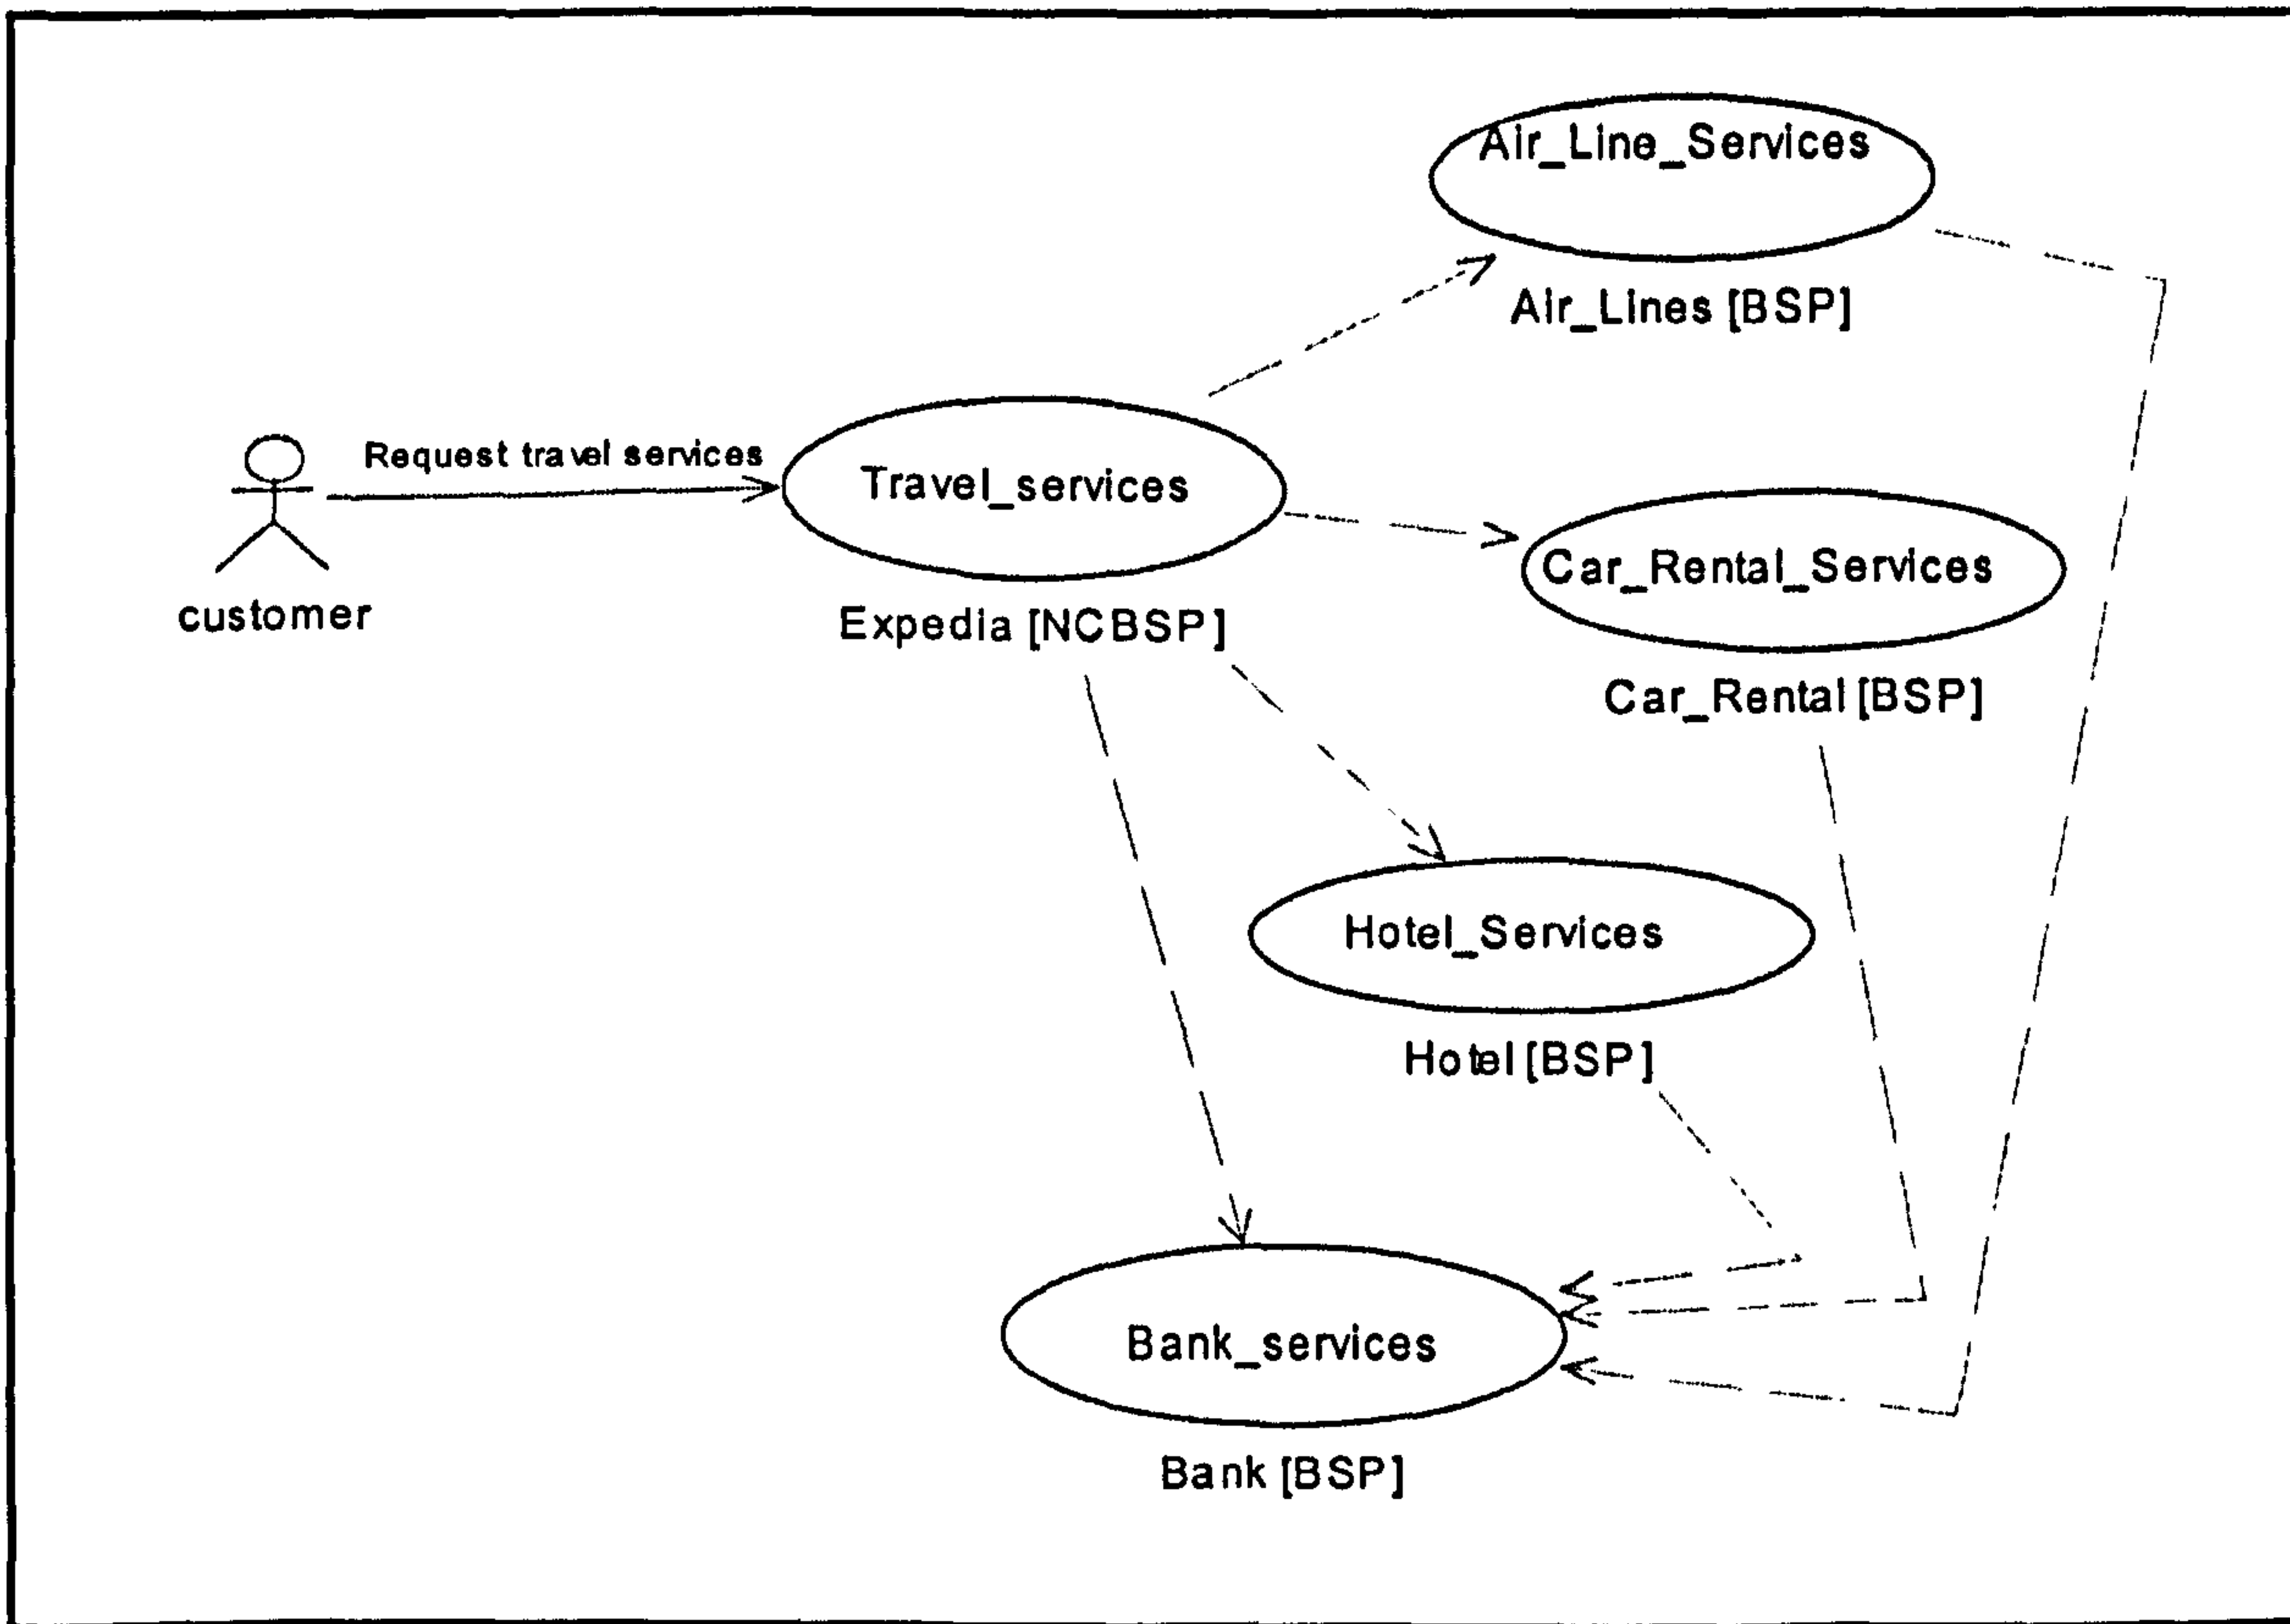 Air_Line_Services
Air_Lines [BSP]
Request travel services
Travel_services
customer
Expedia [NCBSP]
Car_Rental_Services
Car_Rental [BSP]
Hotel_Services
Hotel [BSP]
Bank_services
Bank [BSP]